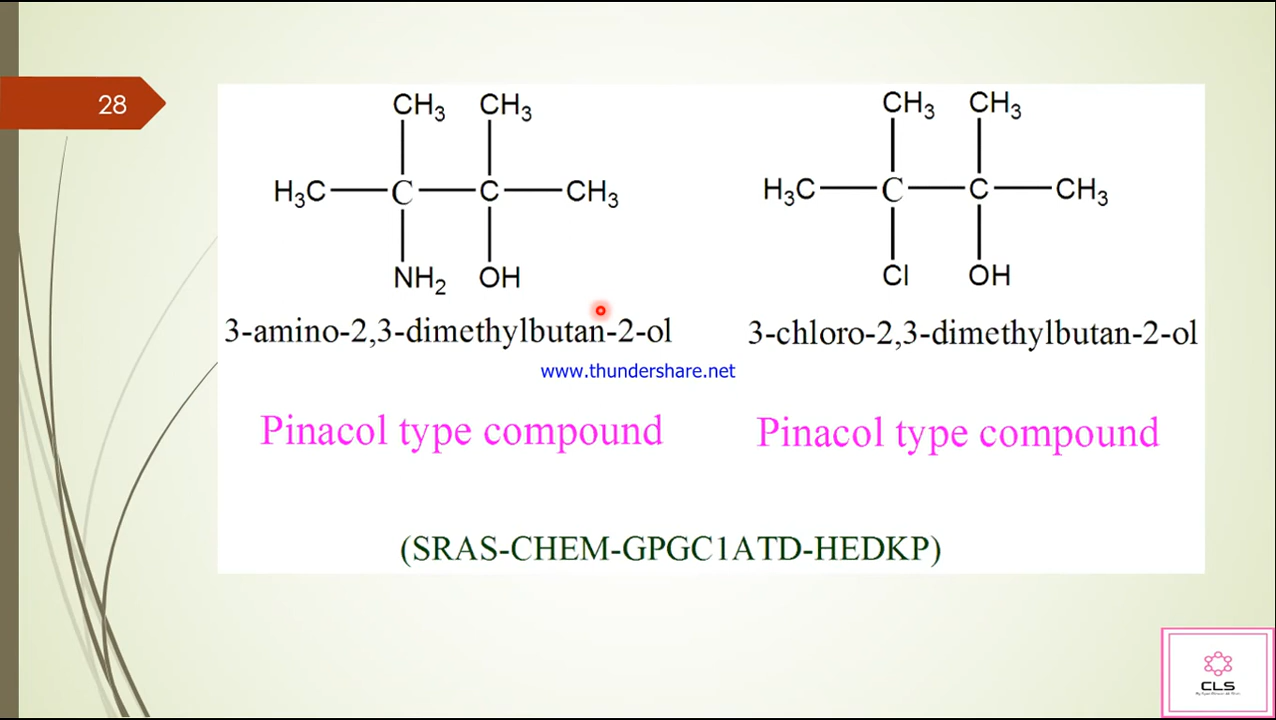 28
CH3 CH3
H3C C C CH3
NH2 OH
3-amino-2,3-dimethylbutan-2-ol
CH3 CH3
H3C C C CH3
Cl OH
3-chloro-2,3-dimethylbutan-2-ol
www.thundershare.net
Pinacol type compound
Pinacol type compound
(SRAS-CHEM-GPGC1ATD-HEDKP)
CLS